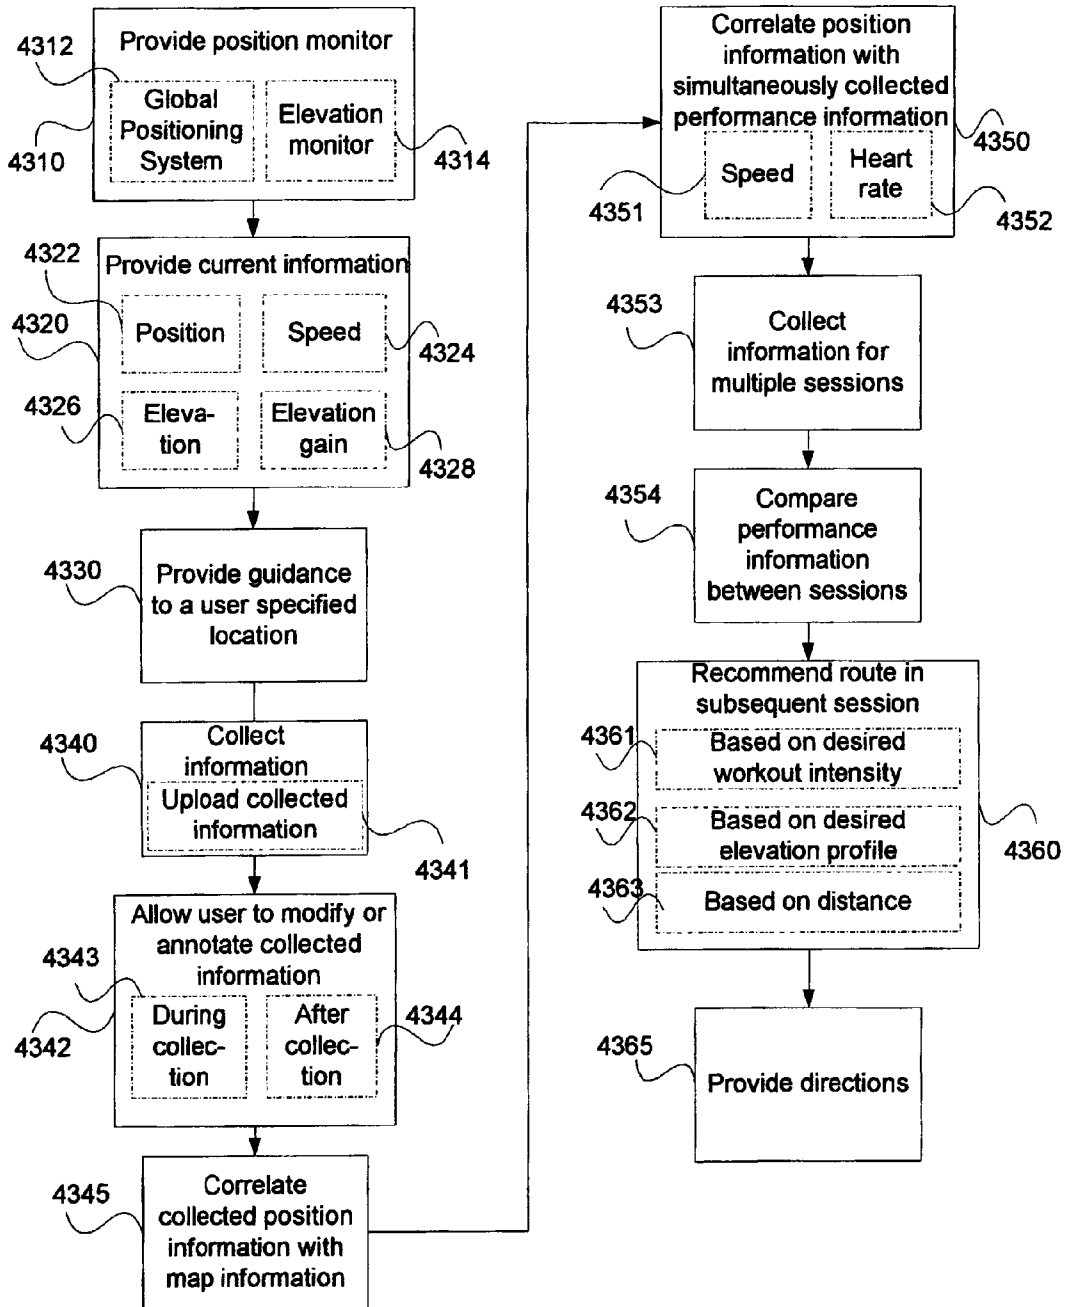 Provide position monitor
4312
Global
Positioning
System
Elevation
monitor
4310
4314
Provide current information
4322
4320
Position
Speed
4324
4326
Eleva-
tion
Elevation
gain
4328
4330
Provide guidance
to a user specified
location
4340
Collect
information
Upload collected
information
4341
Allow user to modify or
annotate collected
information
4343
4342
During
collec-
tion
After
collec-
tion
4344
4345
Correlate
collected position
information with
map information
Correlate position
information with
simultaneously collected
performance information
4350
4351
Speed
Heart
rate
4352
4353
Collect
information for
multiple sessions
4354
Compare
performance
information
between sessions
Recommend route in
subsequent session
4361
Based on desired
workout intensity
4362
Based on desired
elevation profile
4360
4363
Based on distance
4365
Provide directions